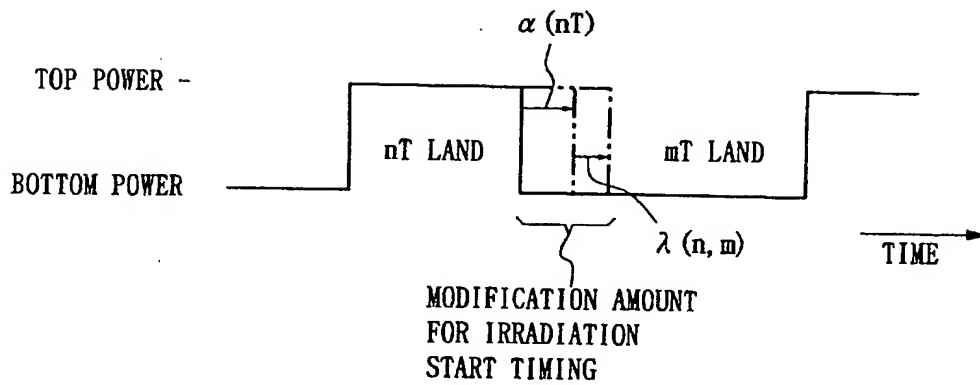 α(nT)
TOP POWER
nT LAND
mT LAND
BOTTOM POWER
λ(n,m)
TIME
MODIFICATION AMOUNT
FOR IRRADIATION
START TIMING